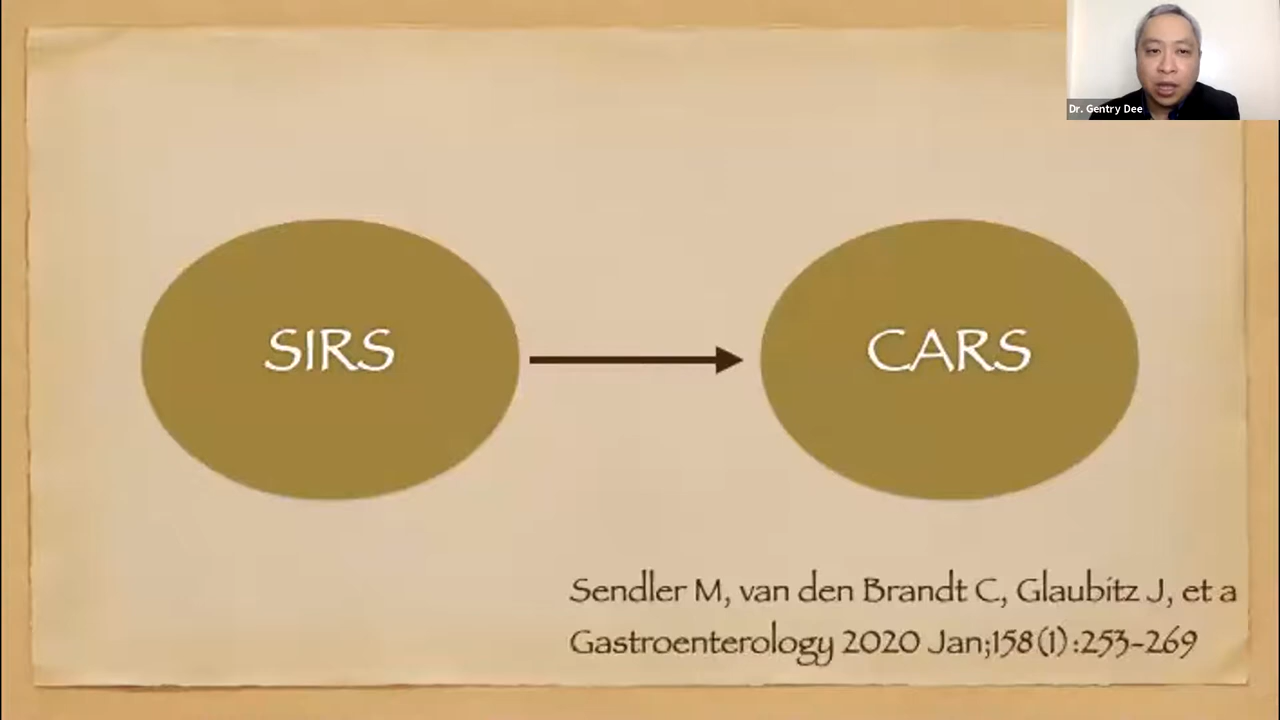 Dr. Gentry Dee
SIRS
CARS
Sendler M, van den Brandt C, Glaubitz J, et a
Gastroenterology 2020 Jan;158(1):253-269